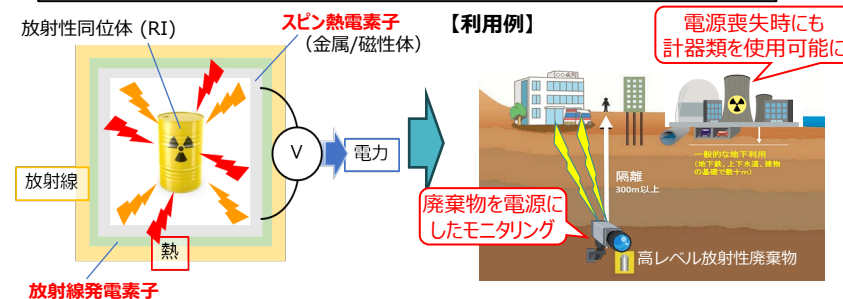 放射性同位体 (RI)
スピン熱電素子
（金属/磁性体）
放射線
熱
放射線発電素子
V
電力
【利用例】
電源喪失時にも
計器類を使用可能に
一般的な地下利用
（地下鉄、上下水道、建物
の基礎で数十m）
隔離
300m以上
廃棄物を電源に
したモニタリング
高レベル放射性廃棄物